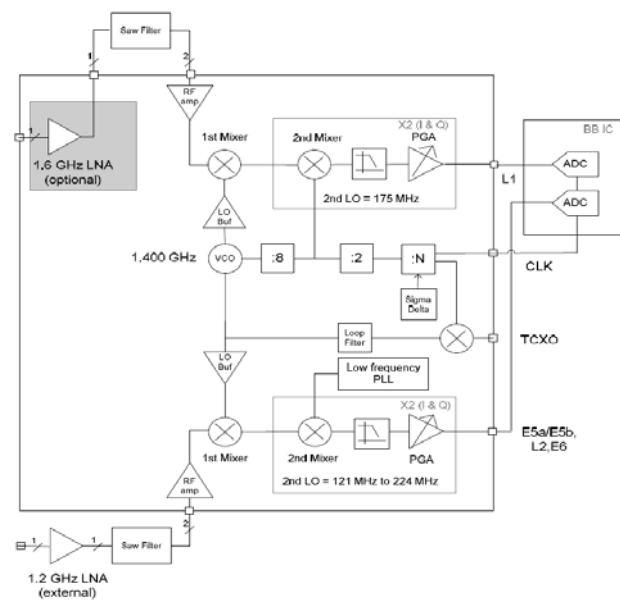 Saw Filter
1
2
RF
amp
1
1.6 GHz LNA
(optional)
1st Mixer
2nd Mixer
X2 (I & Q)
PGA
2nd LO = 175 MHz
BB IC
ADC
ADC
L1
LO
Buf
1,400 GHz
VCO
:8
:2
:N
CLK
Sigma
Delta
Loop
Filter
TCXO
LO
Buf
Low frequency
PLL
X2 (I & Q)
1st Mixer
2nd Mixer
PGA
2nd LO = 121 MHz to 224 MHz
E5a/E5b,
L2,E6
RF
amp
2
1
1
Saw Filter
1.2 GHz LNA
(external)